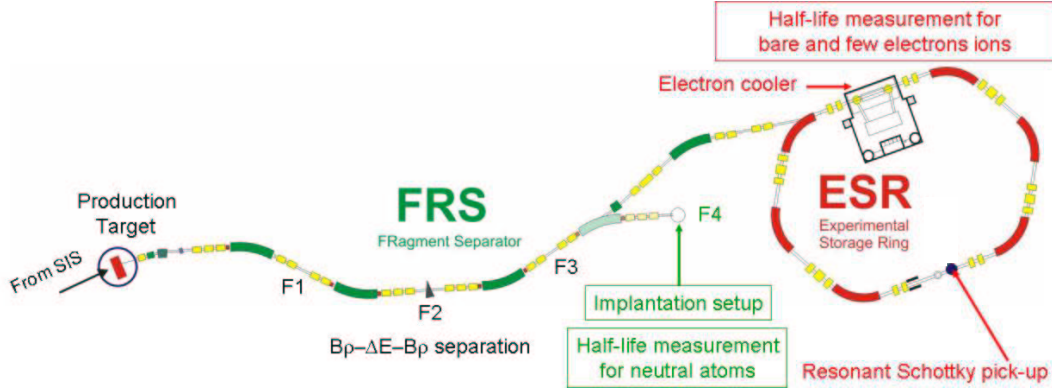 Half-life measurement for
bare and few electrons ions
Electron cooler
Production
Target
FRS
FRagment Separator
F4
ESR
Experimental
Storage Ring
From SIS
F1
F3
F2
Implantation setup
Bρ–ΔE–Bρ separation
Half-life measurement
for neutral atoms
Resonant Schottky pick-up